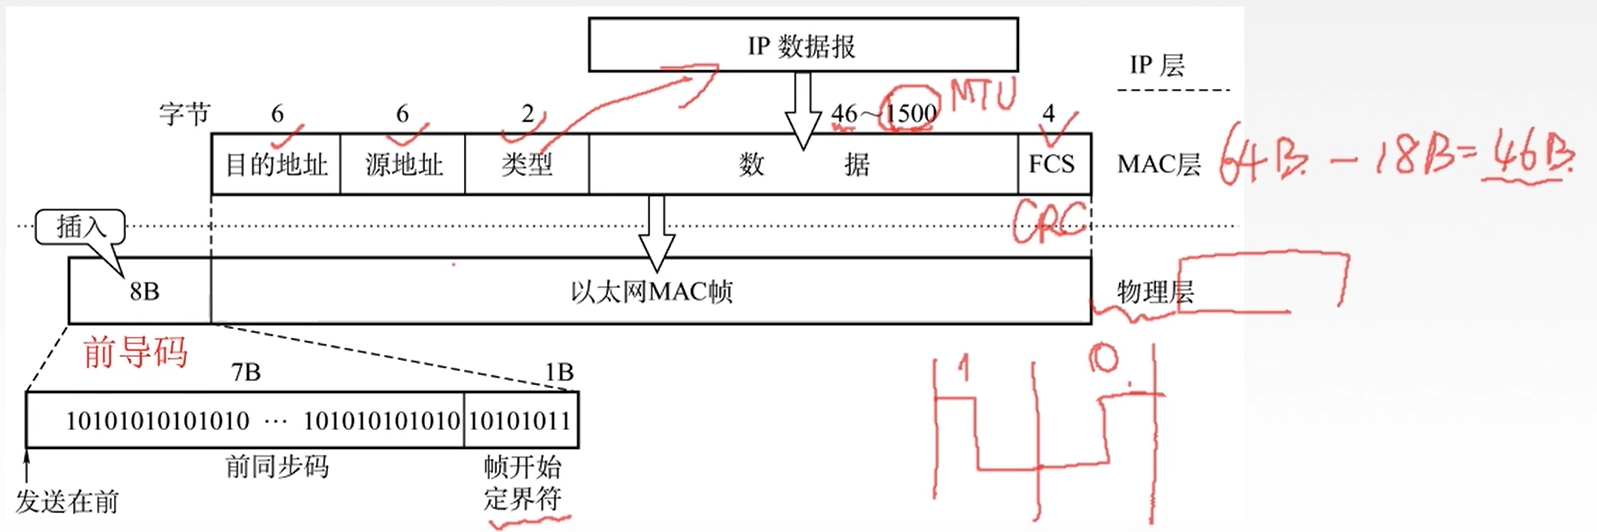 IP 数据报
IP 层
MTU
字节 6 6 2 46~1500 4
目的地址 源地址 类型 数 据 FCS MAC层 64B - 18B = 46B.
CRC
插入
8B 以太网MAC帧 物理层
前导码
7B 1B
1 0
10101010101010 ··· 101010101010 10101011
前同步码 帧开始
定界符
发送在前